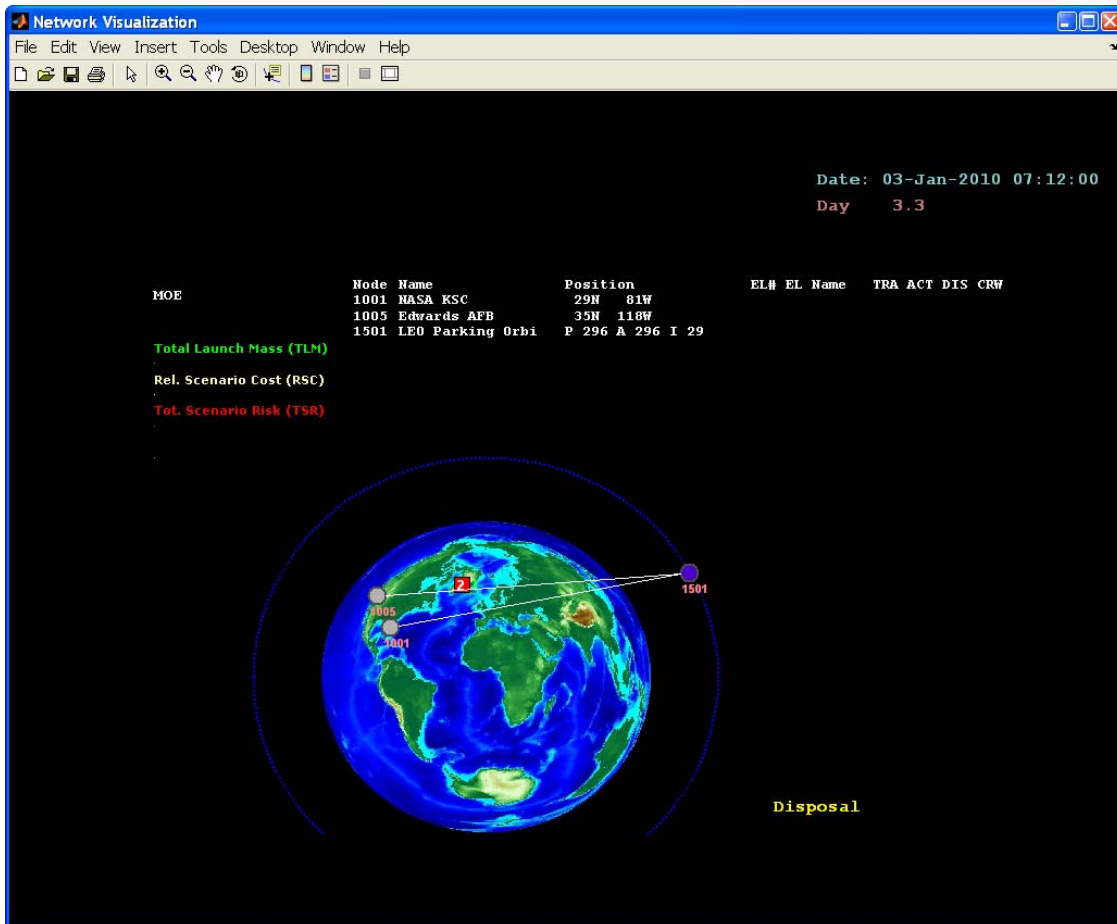 Network Visualization
File Edit View Insert Tools Desktop Window Help
Date: 03-Jan-2010 07:12:00
Day 3.3
MOE
Node Name Position
1001 NASA KSC 29N 81W
1005 Edwards AFB 35N 118W
1501 LEO Parking Orbi P 296 A 296 I 29
EL# EL Name TRA ACT DIS CRW
Total Launch Mass (TLM)
Rel. Scenario Cost (RSC)
Tot. Scenario Risk (TSR)
2
1501
1005
1001
Disposal